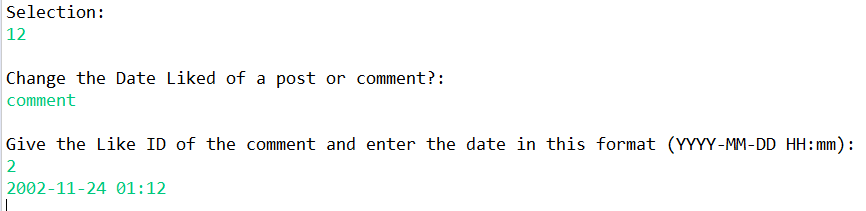 Selection:
12
Change the Date Liked of a post or comment?:
comment
Give the Like ID of the comment and enter the date in this format (YYYY-MM-DD HH:mm):
2
2002-11-24 01:12